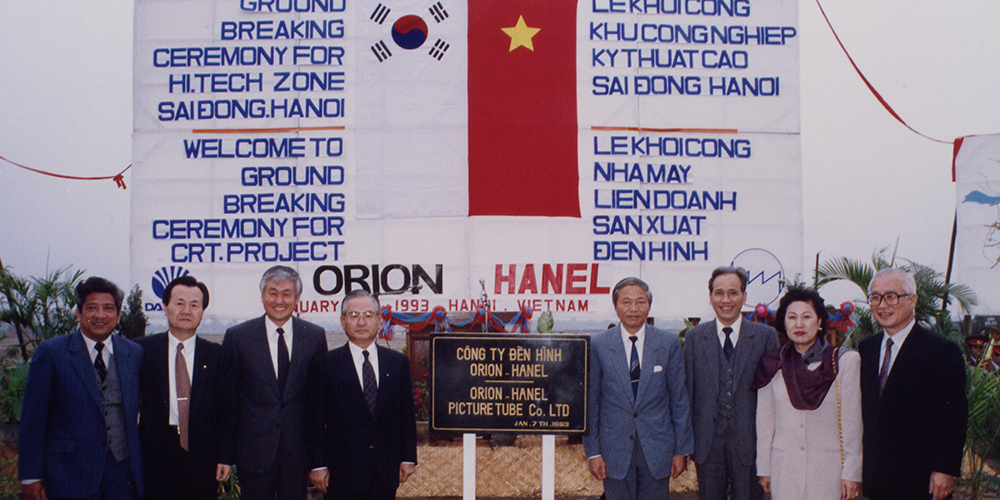 GROUND
BREAKING
CEREMONY FOR
HI.TECH ZONE
SAIĐONG.HANOI
WELCOME TO
GROUND
BREAKING
CEREMONY FOR
CRT.PROJECT
LE KHOI CONG
KHU CONG NGHIEP
KY THUAT CAO
SAI DONG HANOI
LE KHOI CONG
NHA MAY
LIEN DOANH
SAN XUAT
ĐEN HINH
ORION HANEL
1993 HANOI VIETNAM
CÔNG TY ĐÈN HÌNH
ORION - HANEL
ORION - HANEL
PICTURE TUBE Co. LTD
JAN. 7 TH. 1993